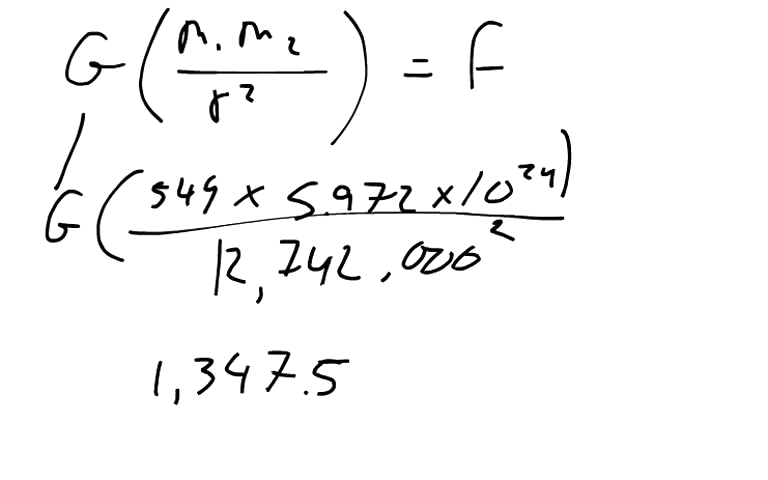 G(m₁m₂/r²) = F
G(549 × 5.972 × 10²⁴/12,742,000²)
1,347.5